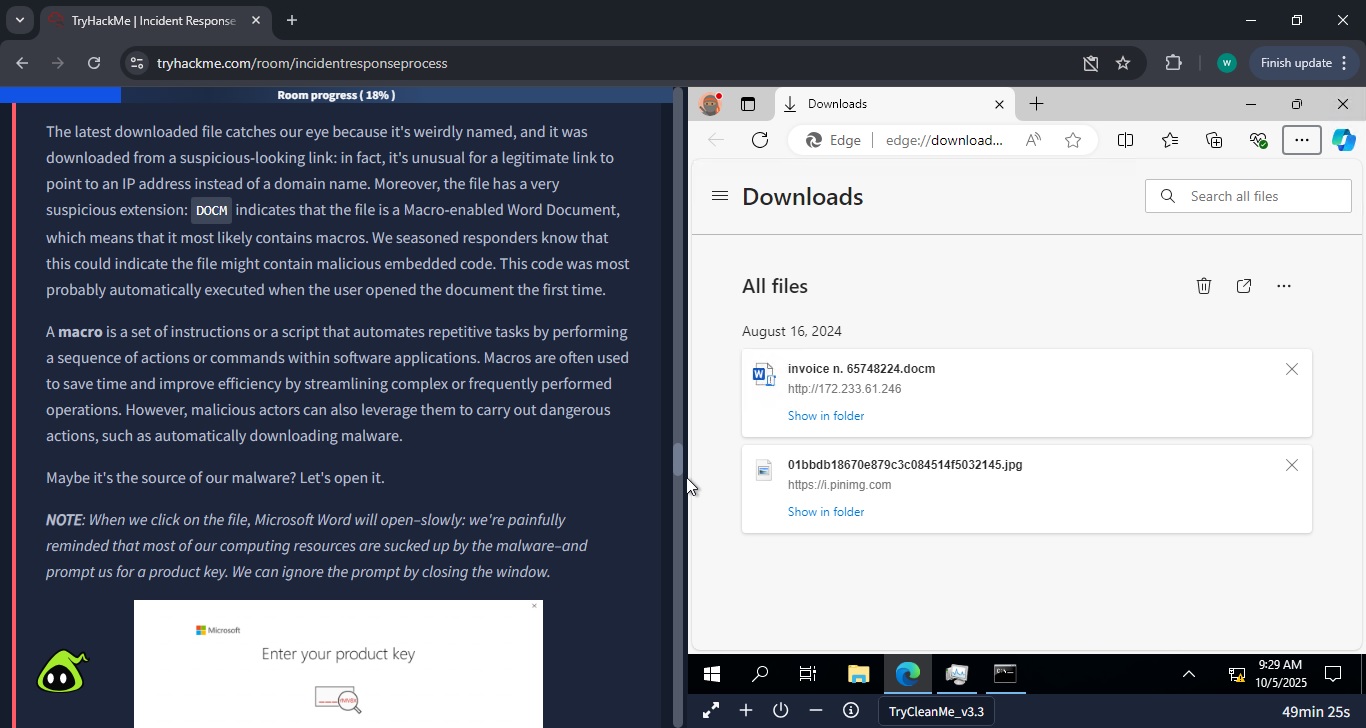 TryHackMe | Incident Response
tryhackme.com/room/incidentresponseprocess
W
Finish update
Room progress ( 18% )
The latest downloaded file catches our eye because it's weirdly named, and it was
downloaded from a suspicious-looking link: in fact, it's unusual for a legitimate link to
point to an IP address instead of a domain name. Moreover, the file has a very
suspicious extension: DOCM indicates that the file is a Macro-enabled Word Document,
which means that it most likely contains macros. We seasoned responders know that
this could indicate the file might contain malicious embedded code. This code was most
probably automatically executed when the user opened the document the first time.
A macro is a set of instructions or a script that automates repetitive tasks by performing
a sequence of actions or commands within software applications. Macros are often used
to save time and improve efficiency by streamlining complex or frequently performed
operations. However, malicious actors can also leverage them to carry out dangerous
actions, such as automatically downloading malware.
Maybe it's the source of our malware? Let's open it.
NOTE: When we click on the file, Microsoft Word will open–slowly: we're painfully
reminded that most of our computing resources are sucked up by the malware–and
prompt us for a product key. We can ignore the prompt by closing the window.
Microsoft
Enter your product key
Downloads
Edge
edge://download...
Downloads
Search all files
All files
August 16, 2024
invoice n. 65748224.docm
http://172.233.61.246
Show in folder
01bbdb18670e879c3c084514f5032145.jpg
https://i.pinimg.com
Show in folder
9:29 AM
10/5/2025
TryCleanMe_v3.3
49min 25s